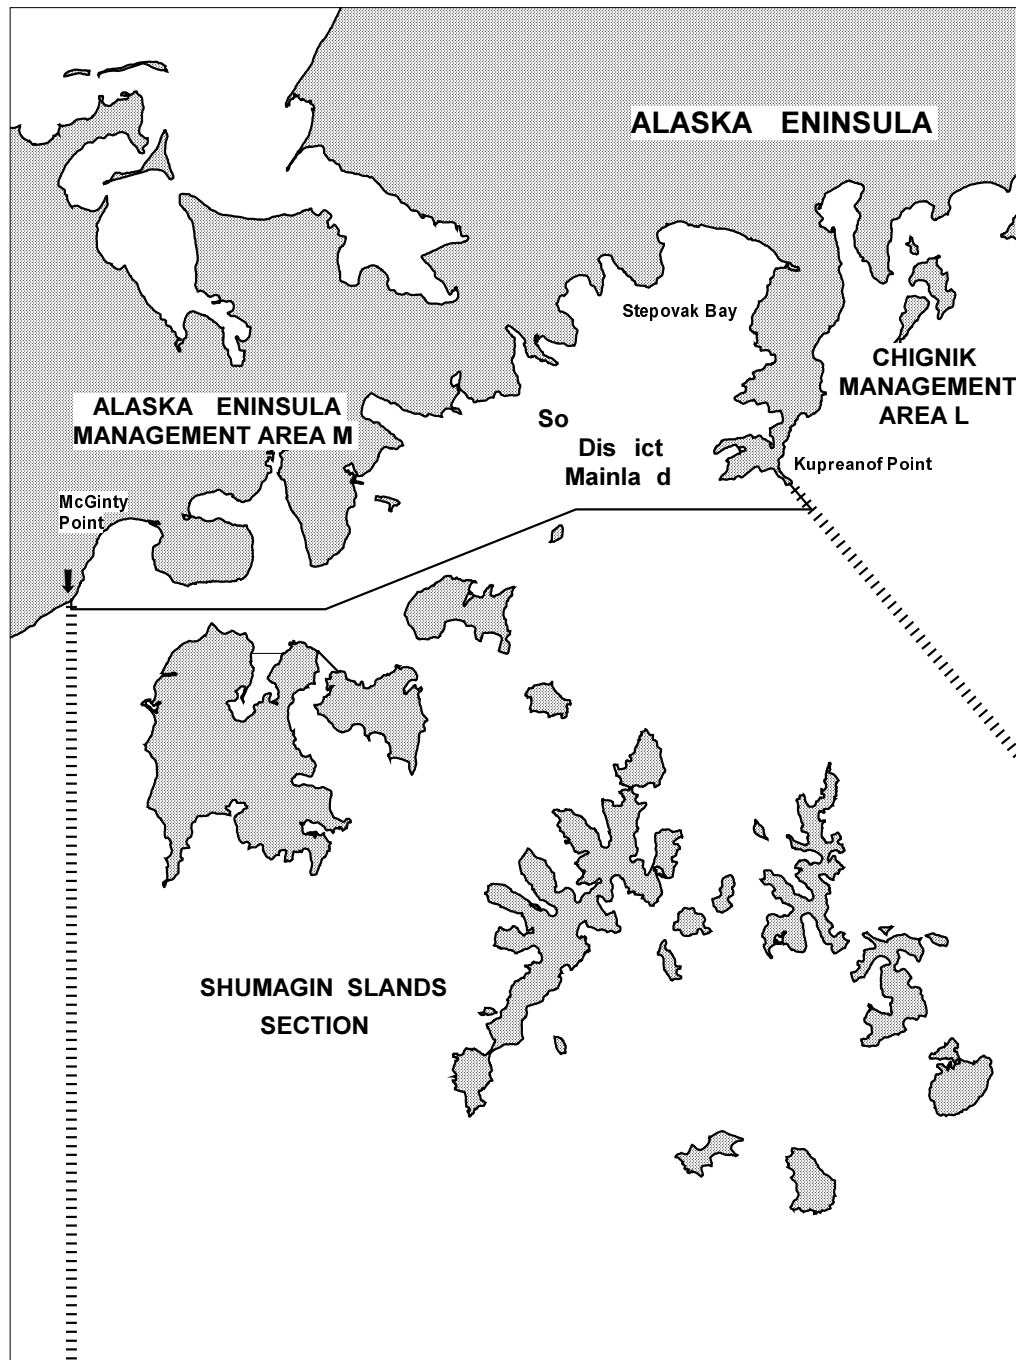 ALASKA ENINSULA
Stepovak Bay
CHIGNIK
MANAGEMENT
AREA L
ALASKA ENINSULA
MANAGEMENT AREA M
So
Dis ict
Mainla d
Kupreanof Point
McGinty
Point
SHUMAGIN SLANDS
SECTION